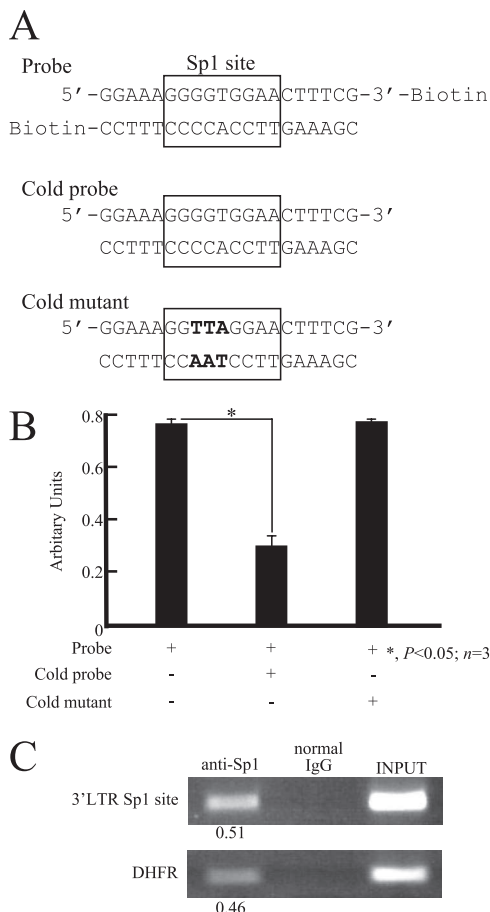 A
Probe
Sp1 site
5'-GGAAAGGGGTGGAACTTTCG-3'-Biotin
Biotin-CCTTTCCCCACCTTGAAAGC
Cold probe
5'-GGAAAGGGGTGGAACTTTCG-3'
CCTTTCCCCACCTTGAAAGC
Cold mutant
5'-GGAAAGGTTAGGAACTTTCG-3'
CCTTTCCAATCCTTGAAAGC
B
Arbitary Units
0.8
0.6
0.4
0.2
0
*
Probe + + + *, P<0.05; n=3
Cold probe - + -
Cold mutant - - +
C
anti-Sp1 normal IgG INPUT
3'LTR Sp1 site
0.51
DHFR
0.46